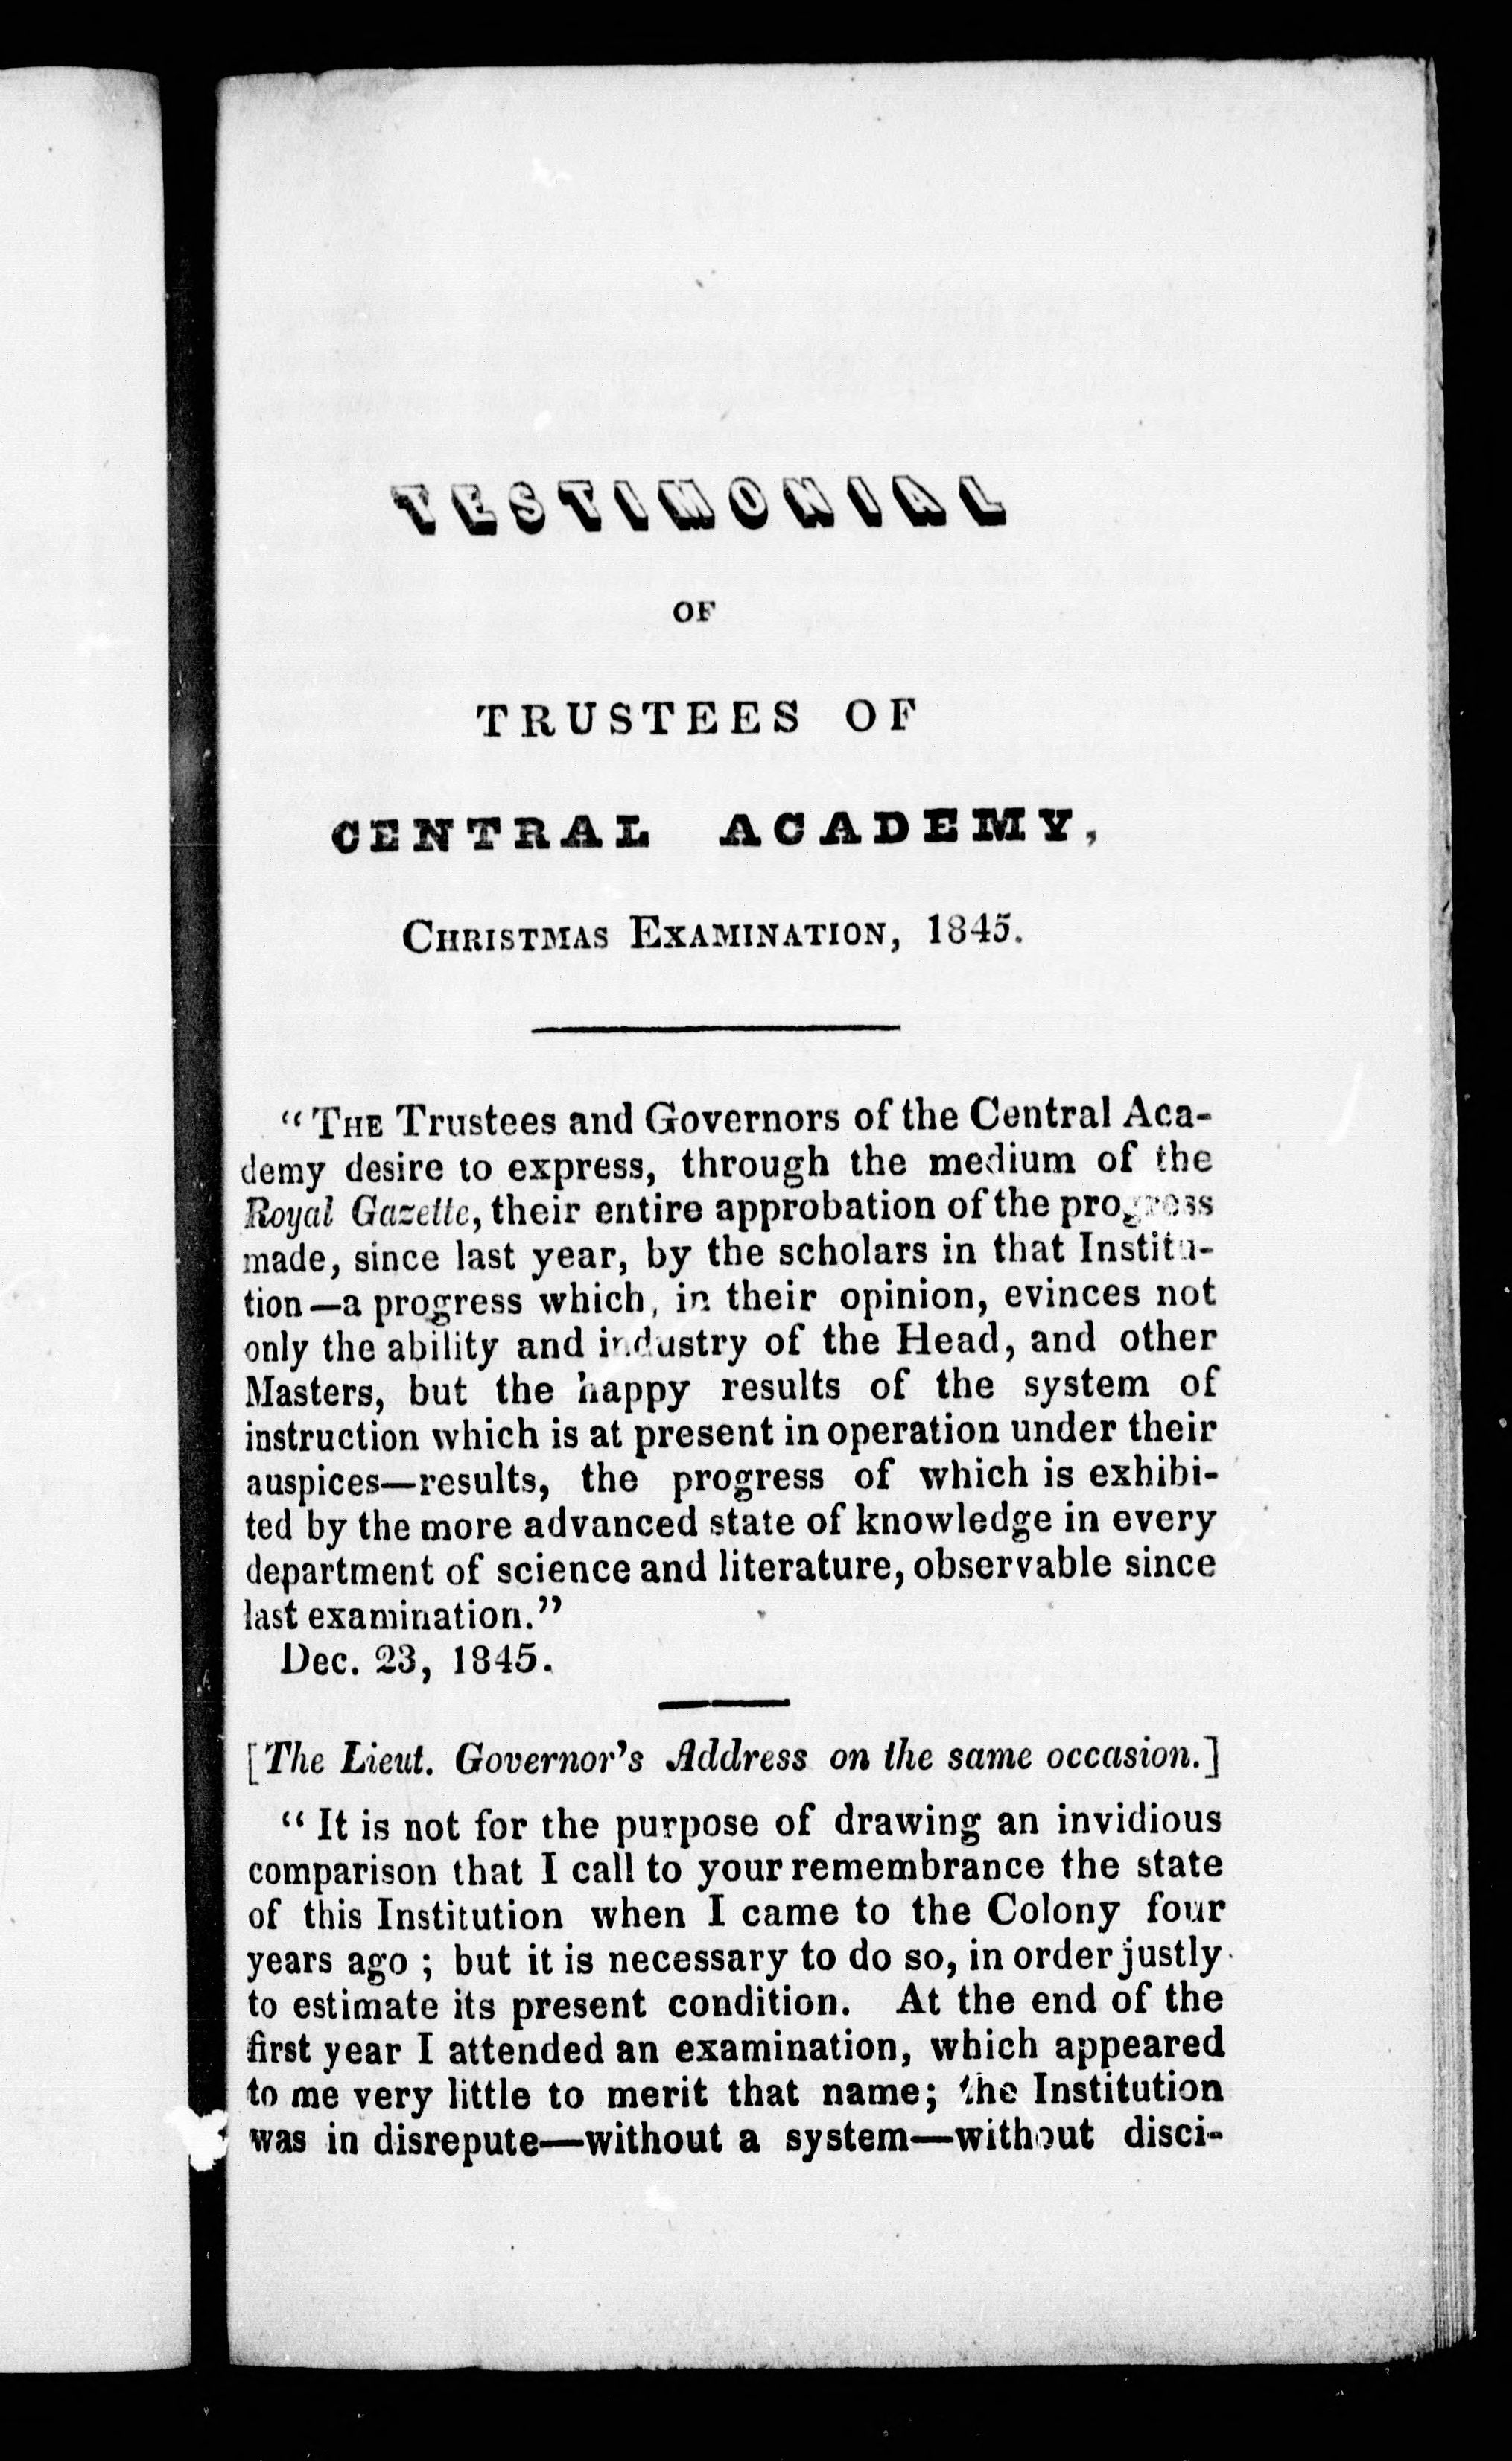 TESTIMONIAL
OF
TRUSTEES OF
CENTRAL ACADEMY,
CHRISTMAS EXAMINATION, 1845.
“THE Trustees and Governors of the Central Aca-
demy desire to express, through the medium of the
Royal Gazette, their entire approbation of the progress
made, since last year, by the scholars in that Institu-
tion—a progress which, in their opinion, evinces not
only the ability and industry of the Head, and other
Masters, but the happy results of the system of
instruction which is at present in operation under their
auspices—results, the progress of which is exhibi-
ted by the more advanced state of knowledge in every
department of science and literature, observable since
last examination.”
Dec. 23, 1845.
[The Lieut. Governor’s Address on the same occasion.]
“It is not for the purpose of drawing an invidious
comparison that I call to your remembrance the state
of this Institution when I came to the Colony four
years ago ; but it is necessary to do so, in order justly
to estimate its present condition. At the end of the
first year I attended an examination, which appeared
to me very little to merit that name; the Institution
was in disrepute—without a system—without disci-